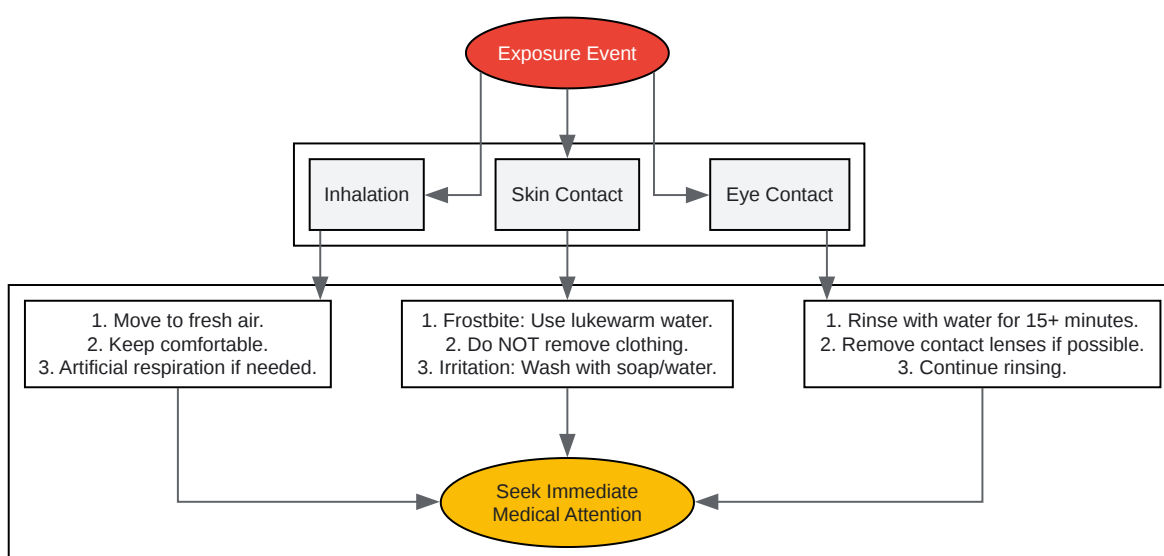 Exposure Event
Inhalation
Skin Contact
Eye Contact
1. Move to fresh air.
2. Keep comfortable.
3. Artificial respiration if needed.
1. Frostbite: Use lukewarm water.
2. Do NOT remove clothing.
3. Irritation: Wash with soap/water.
1. Rinse with water for 15+ minutes.
2. Remove contact lenses if possible.
3. Continue rinsing.
Seek Immediate
Medical Attention